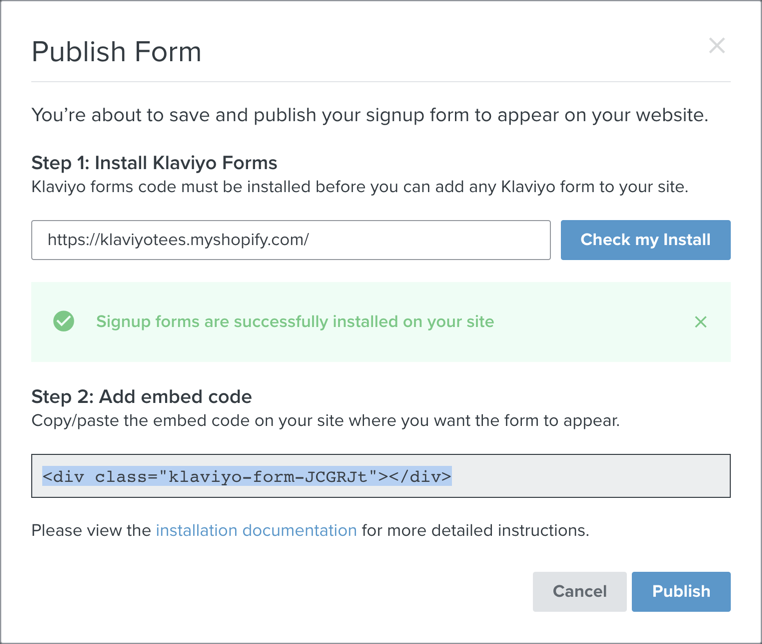 Publish Form
You’re about to save and publish your signup form to appear on your website.
Step 1: Install Klaviyo Forms
Klaviyo forms code must be installed before you can add any Klaviyo form to your site.
https://klaviyotees.myshopify.com/
Check my Install
Signup forms are successfully installed on your site
Step 2: Add embed code
Copy/paste the embed code on your site where you want the form to appear.
<div class="klaviyo-form-JCGRJt"></div>
Please view the installation documentation for more detailed instructions.
Cancel
Publish